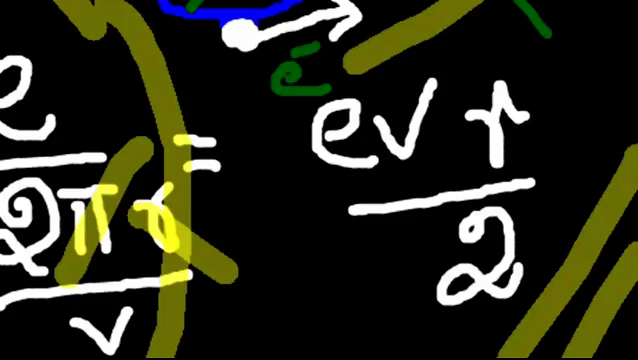 e⁻
e
2πr
v
=
evr
2